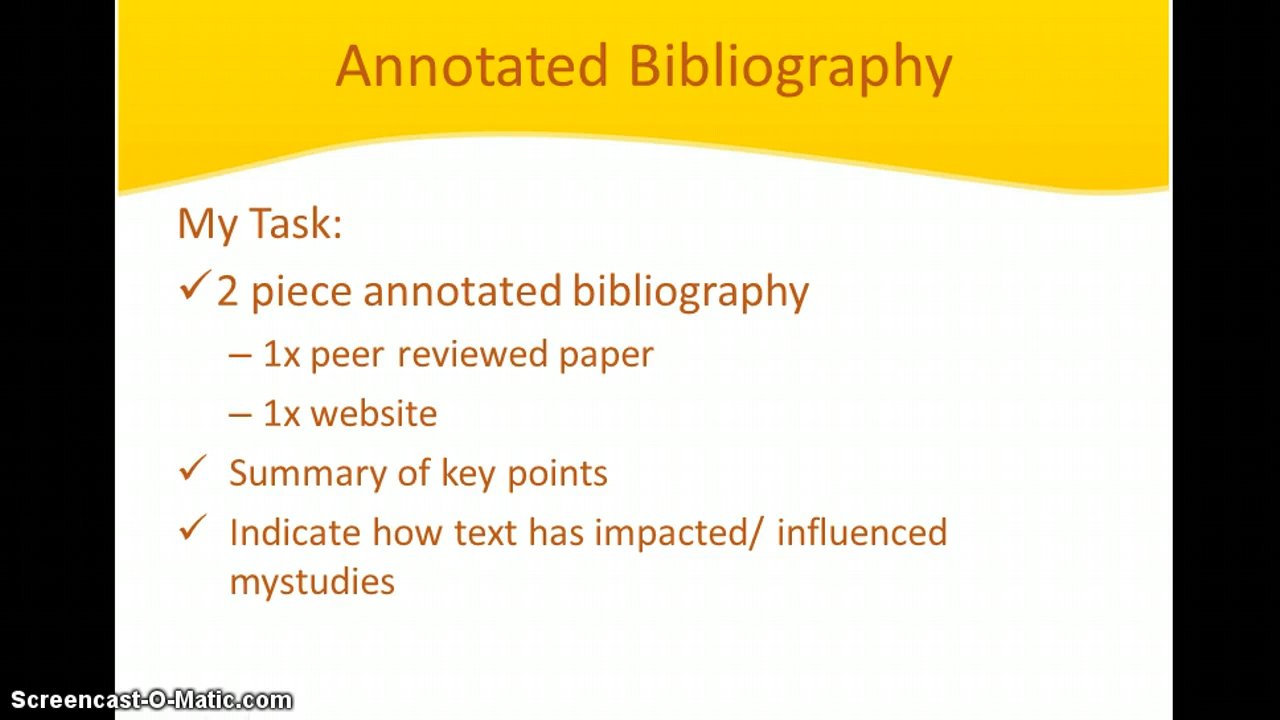 Annotated Bibliography
My Task:
✓2 piece annotated bibliography
– 1x peer reviewed paper
– 1x website
✓ Summary of key points
✓ Indicate how text has impacted/ influenced
mystudies
Screencast-O-Matic.com